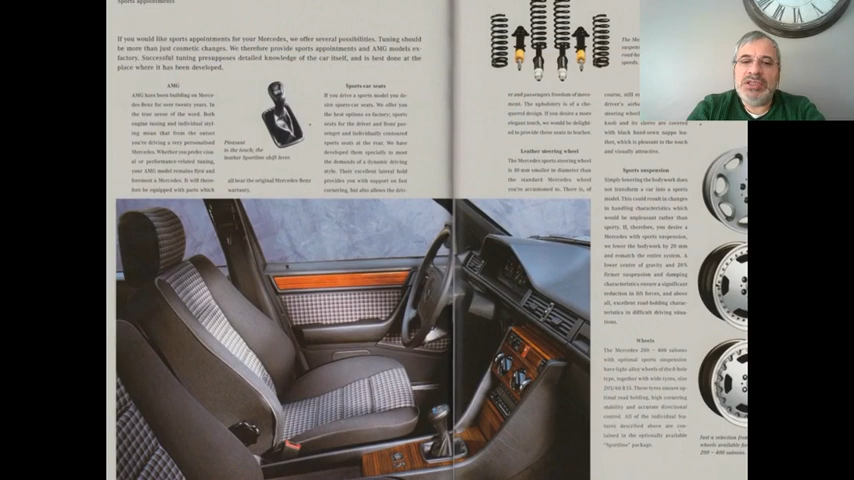 Sports appointments
If you would like sports appointments for your Mercedes, we offer several possibilities. Tuning should
be more than just cosmetic changes. We therefore provide sports appointments and AMG models ex-
factory. Successful tuning presupposes detailed knowledge of the car itself, and is best done at the
place where it has been developed.
AMG
AMG have been building on Merce-
des-Benz for over twenty years. In
the true sense of the word. Both
engine tuning and individual styl-
ing mean that from the outset
you're driving a very personalised
Mercedes. Whether you prefer visu-
al or performance-related tuning,
your AMG model remains first and
foremost a Mercedes. It will there-
fore be equipped with parts which
Pleasant
to the touch; the
leather Sportline shift lever.
all bear the original Mercedes-Benz
warranty.
Sports car seats
If you drive a sports model you de-
sire sports-car seats. We offer you
the best options ex-factory; sports
seats for the driver and front pas-
senger and individually contoured
sports seats at the rear. We have
developed them specially to meet
the demands of a dynamic driving
style. Their excellent lateral hold
provides you with support on fast
cornering, but also allows the driv-
er and passengers freedom of move-
ment. The upholstery is of a che-
quered design. If you desire a more
elegant touch, we would be delight-
ed to provide these seats in leather.
Leather steering wheel
The Mercedes sports steering wheel
is 10 mm smaller in diameter than
the standard Mercedes wheel
you're accustomed to. There is, of
course, still
driver's airbag
steering wheel
knob and its sleeve are covered
with black hand-sewn nappa lea-
ther, which is pleasant to the touch
and visually attractive.
Sports suspension
Simply lowering the bodywork does
not transform a car into a sports
model. This could result in changes
in handling characteristics which
would be unpleasant rather than
sporty. If, therefore, you desire a
Mercedes with sports suspension,
we lower the bodywork by 20 mm
and rematch the entire system. A
lower centre of gravity and 20%
firmer suspension and damping
characteristics ensure a significant
reduction in lift forces, and above
all, excellent road-holding charac-
teristics in difficult driving situa-
tions.
Wheels
The Mercedes 200 – 400 saloons
with optional sports suspension
have light-alloy wheels of the 8-hole
type, together with wide tyres, size
These tyres ensure op-
timal road holding, high cornering
stability and accurate directional
control. All of the individual fea-
tures described above are con-
tained in the optionally available
"Sportline" package.
The
suspens
road-ho
speeds.
Just a selection from
wheels available fo
200 – 400 saloons.